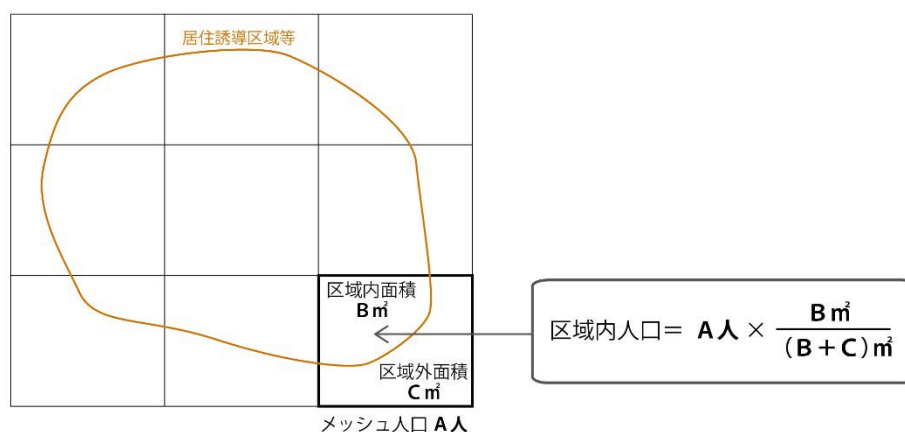 居住誘導区域等
区域内面積
B㎡
区域外面積
C㎡
メッシュ人口 A人
区域内人口＝ A人 × B㎡
(B＋C)㎡